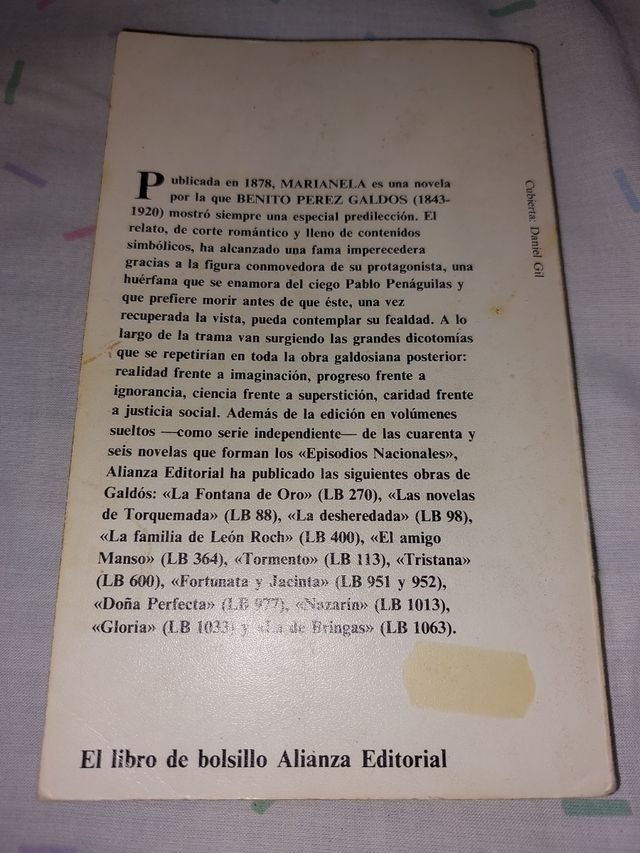 Publicada en 1878, MARIANELA es una novela
por la que BENITO PEREZ GALDOS (1843-
1920) mostró siempre una especial predilección. El
relato, de corte romántico y lleno de contenidos
simbólicos, ha alcanzado una fama imperecedera
gracias a la figura conmovedora de su protagonista, una
huérfana que se enamora del ciego Pablo Penáguilas y
que prefiere morir antes de que éste, una vez
recuperada la vista, pueda contemplar su fealdad. A lo
largo de la trama van surgiendo las grandes dicotomías
que se repetirían en toda la obra galdosiana posterior:
realidad frente a imaginación, progreso frente a
ignorancia, ciencia frente a superstición, caridad frente
a justicia social. Además de la edición en volúmenes
sueltos —como serie independiente— de las cuarenta y
seis novelas que forman los «Episodios Nacionales»,
Alianza Editorial ha publicado las siguientes obras de
Galdós: «La Fontana de Oro» (LB 270), «Las novelas
de Torquemada» (LB 88), «La desheredada» (LB 98),
«La familia de León Roch» (LB 400), «El amigo
Manso» (LB 364), «Tormento» (LB 113), «Tristana»
(LB 600), «Fortunata y Jacinta» (LB 951 y 952),
«Doña Perfecta» (LB 977), «Nazarín» (LB 1013),
«Gloria» (LB 1033) y «La de Bringas» (LB 1063).
Cubierta: Daniel Gil
El libro de bolsillo Alianza Editorial